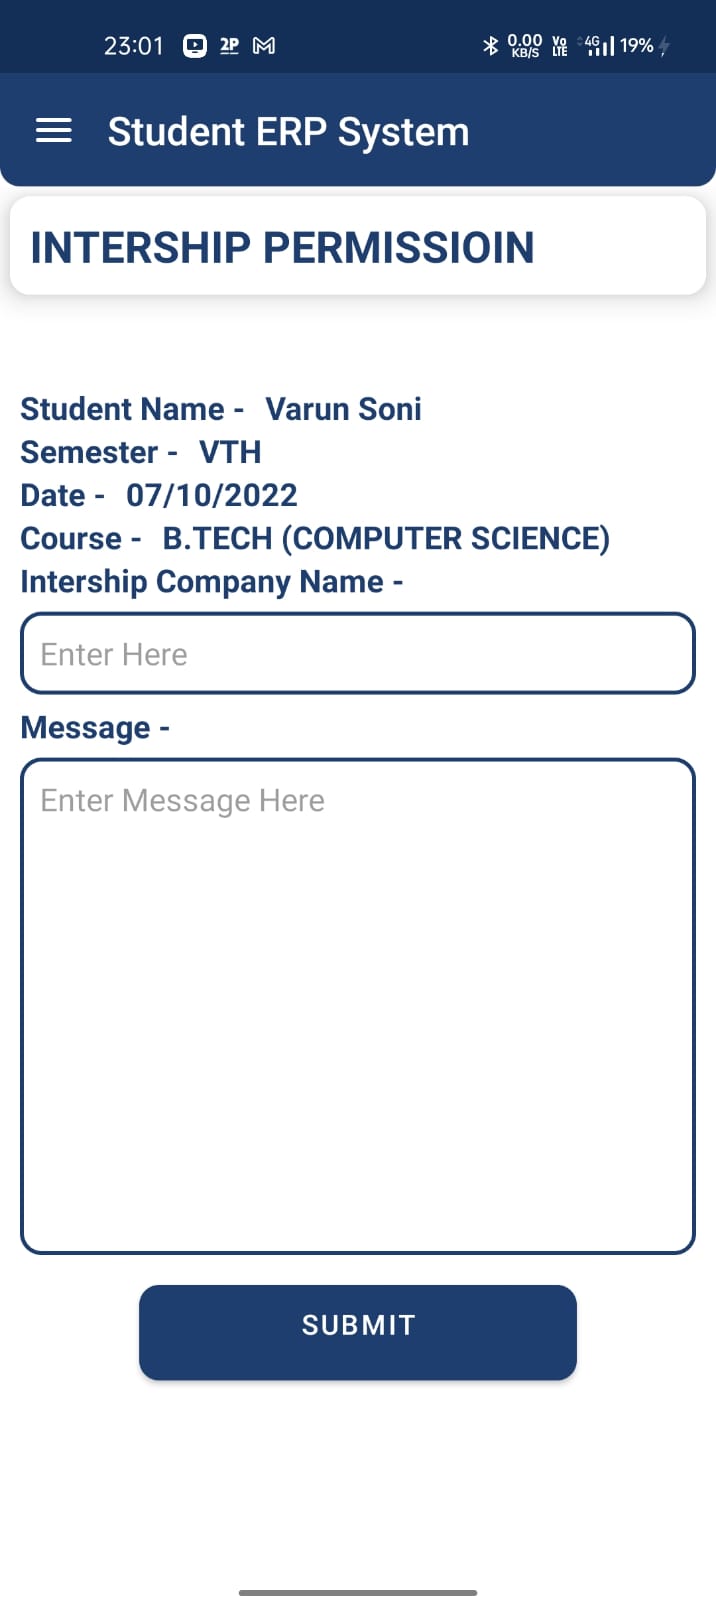 23:01 2P 0.00 KB/S Vo LTE 4G 19%
Student ERP System
INTERSHIP PERMISSIOIN
Student Name - Varun Soni
Semester - VTH
Date - 07/10/2022
Course - B.TECH (COMPUTER SCIENCE)
Intership Company Name -
Enter Here
Message -
Enter Message Here
SUBMIT